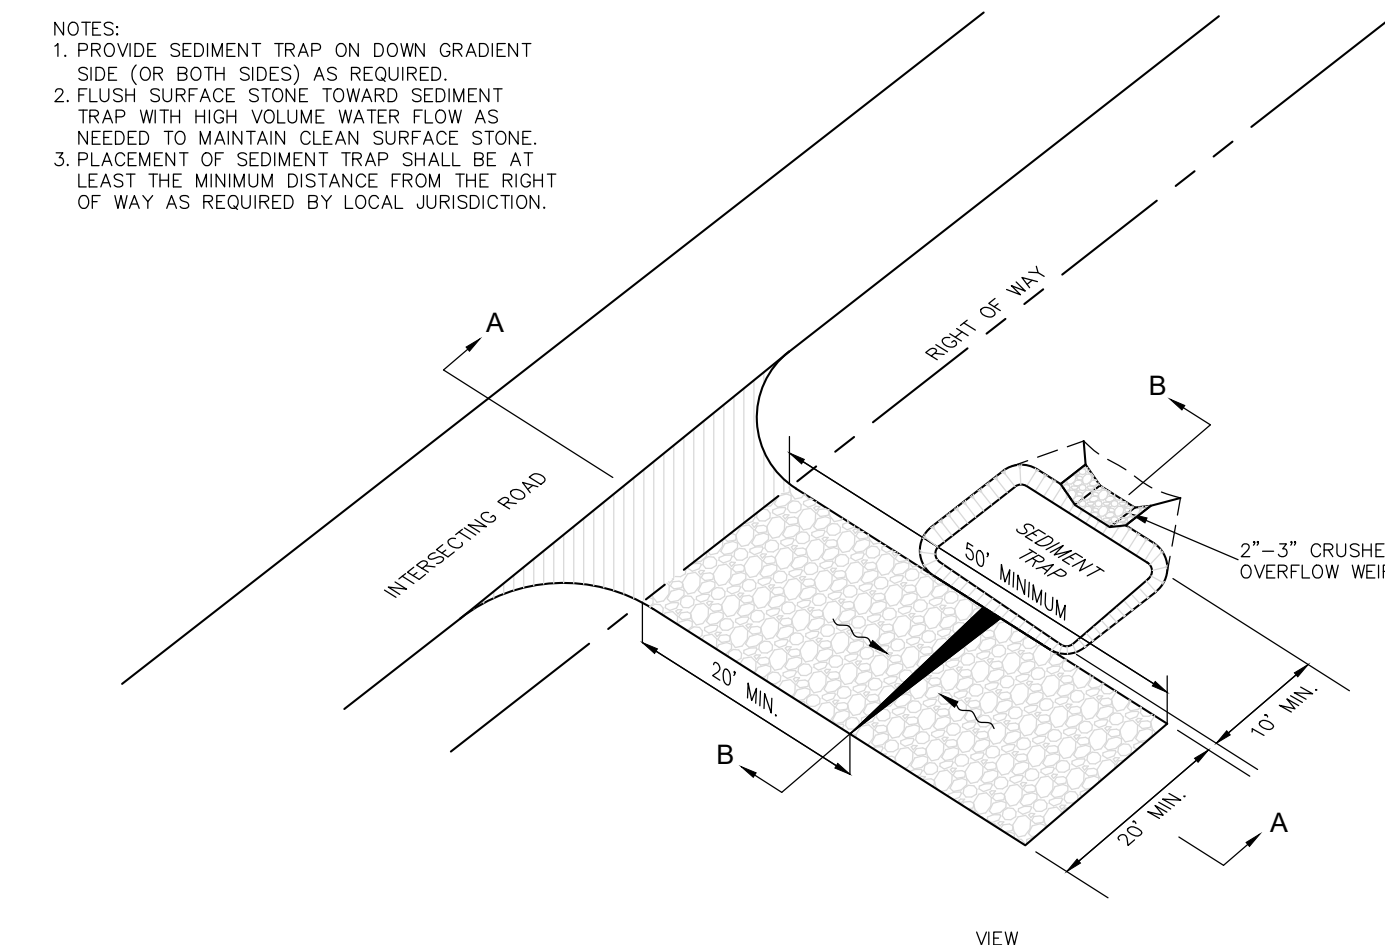 NOTES:
1. PROVIDE SEDIMENT TRAP ON DOWN GRADIENT
SIDE (OR BOTH SIDES) AS REQUIRED.
2. FLUSH SURFACE STONE TOWARD SEDIMENT
TRAP WITH HIGH VOLUME WATER FLOW AS
NEEDED TO MAINTAIN CLEAN SURFACE STONE.
3. PLACEMENT OF SEDIMENT TRAP SHALL BE AT
LEAST THE MINIMUM DISTANCE FROM THE RIGHT
OF WAY AS REQUIRED BY LOCAL JURISDICTION.
RIGHT OF WAY
A
B
INTERSECTING ROAD
SEDIMENT
TRAP
50' MINIMUM
2"-3" CRUSHE
OVERFLOW WEI
20' MIN.
10' MIN.
B
20' MIN.
A
VIEW